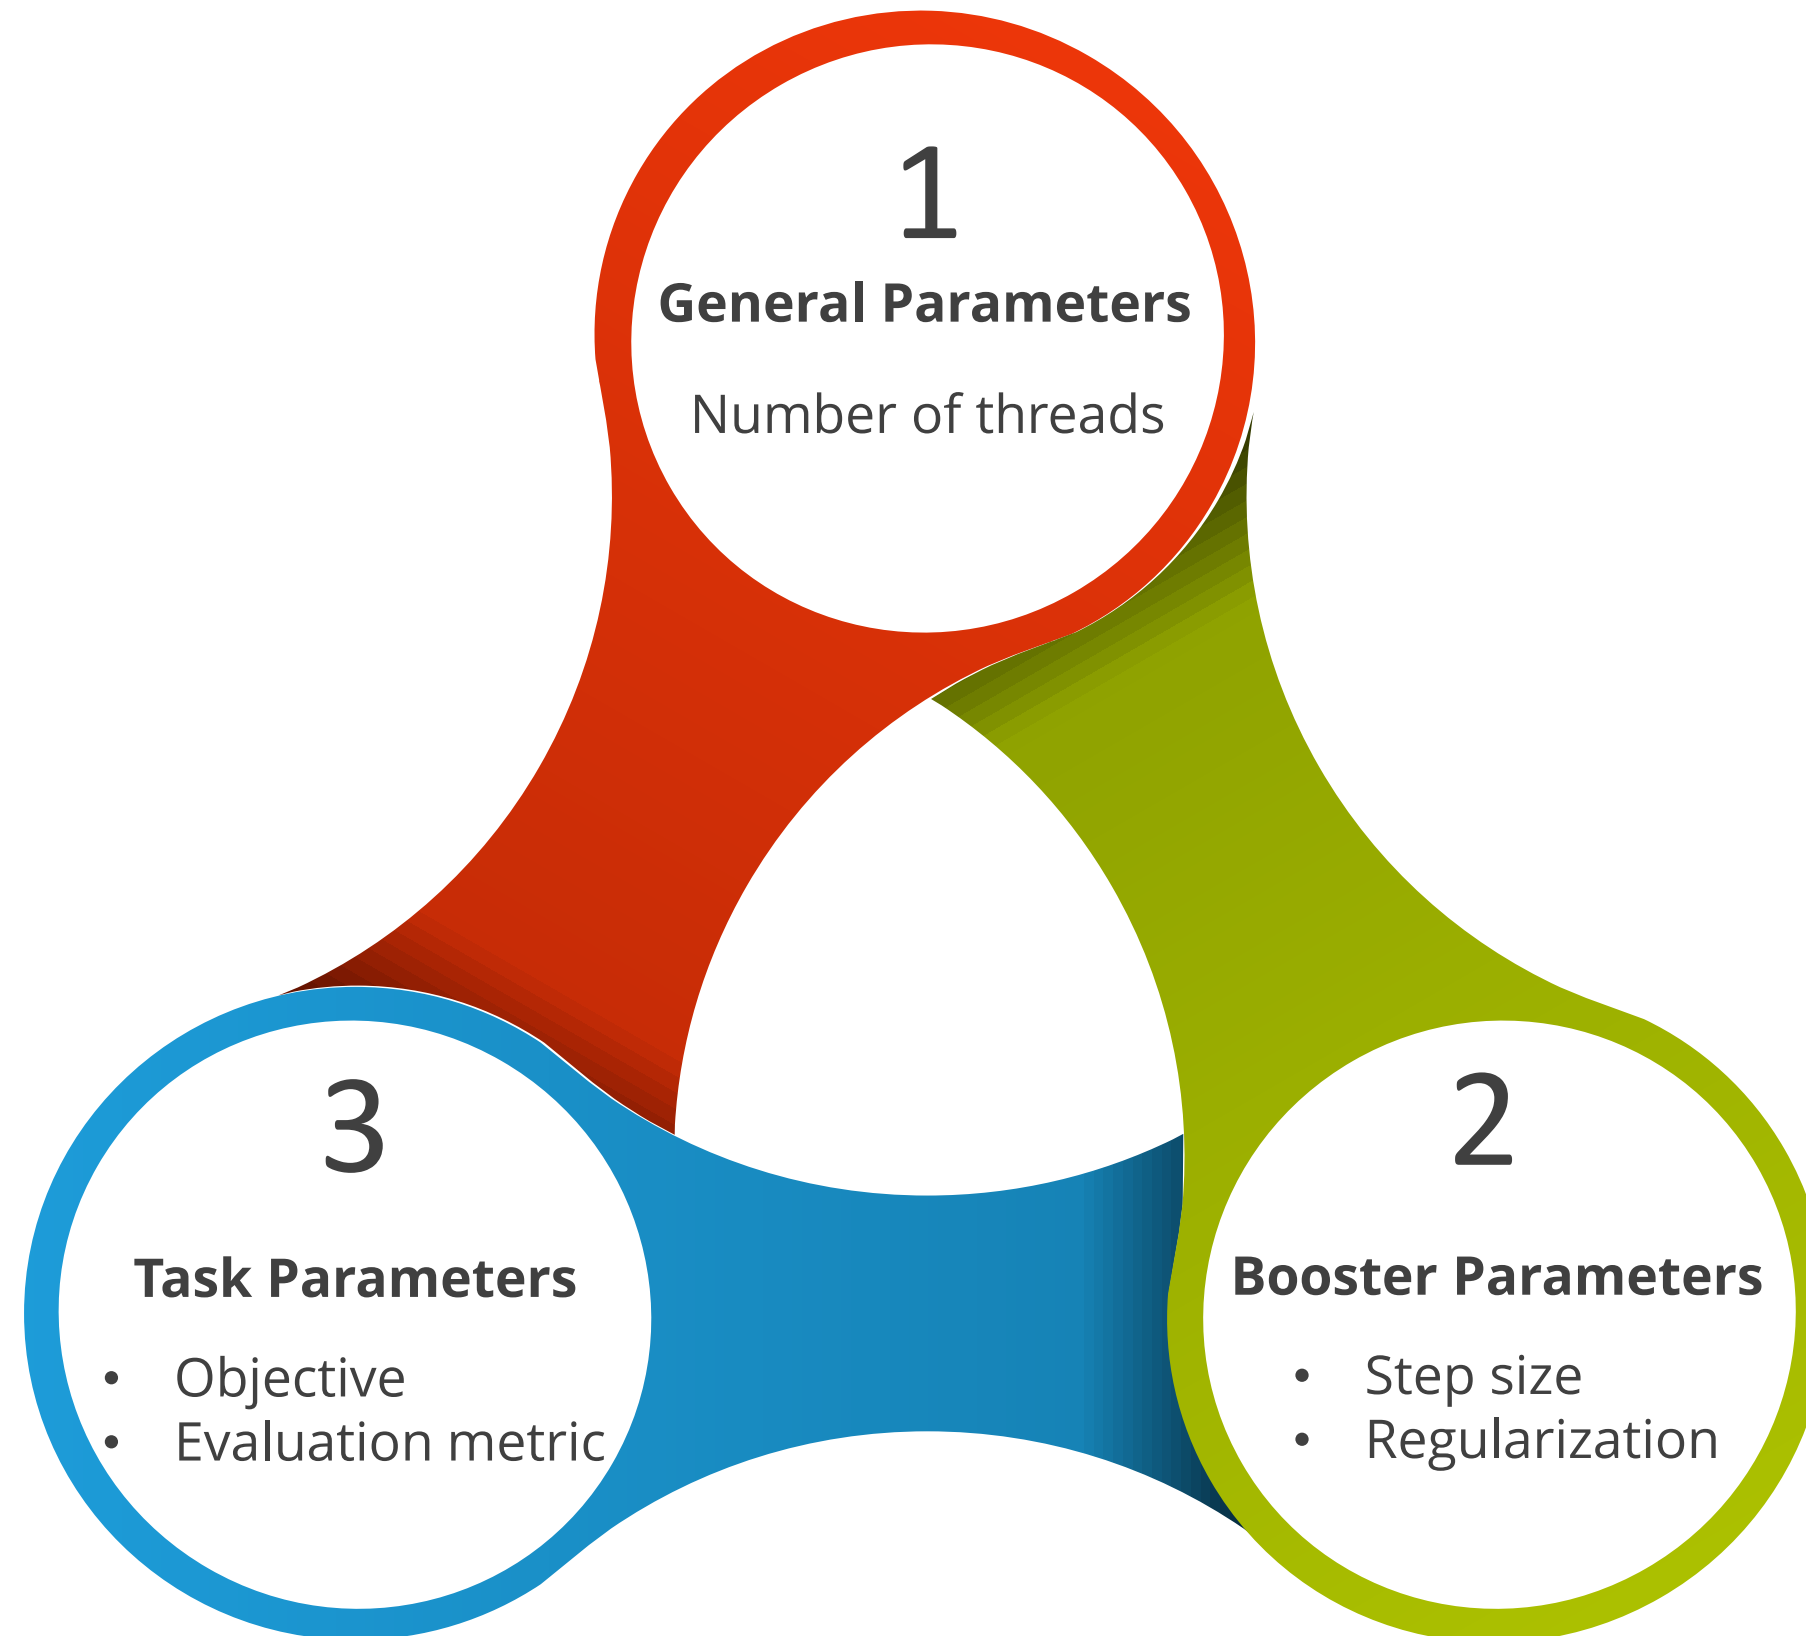 1
General Parameters
Number of threads
2
Booster Parameters
• Step size
• Regularization
3
Task Parameters
• Objective
• Evaluation metric